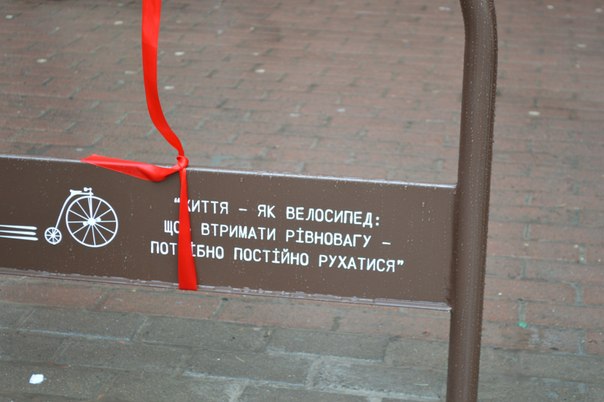 "ЖИТТЯ – ЯК ВЕЛОСИПЕД:
ЩОБ ВТРИМАТИ РІВНОВАГУ –
ПОТРІБНО ПОСТІЙНО РУХАТИСЯ"